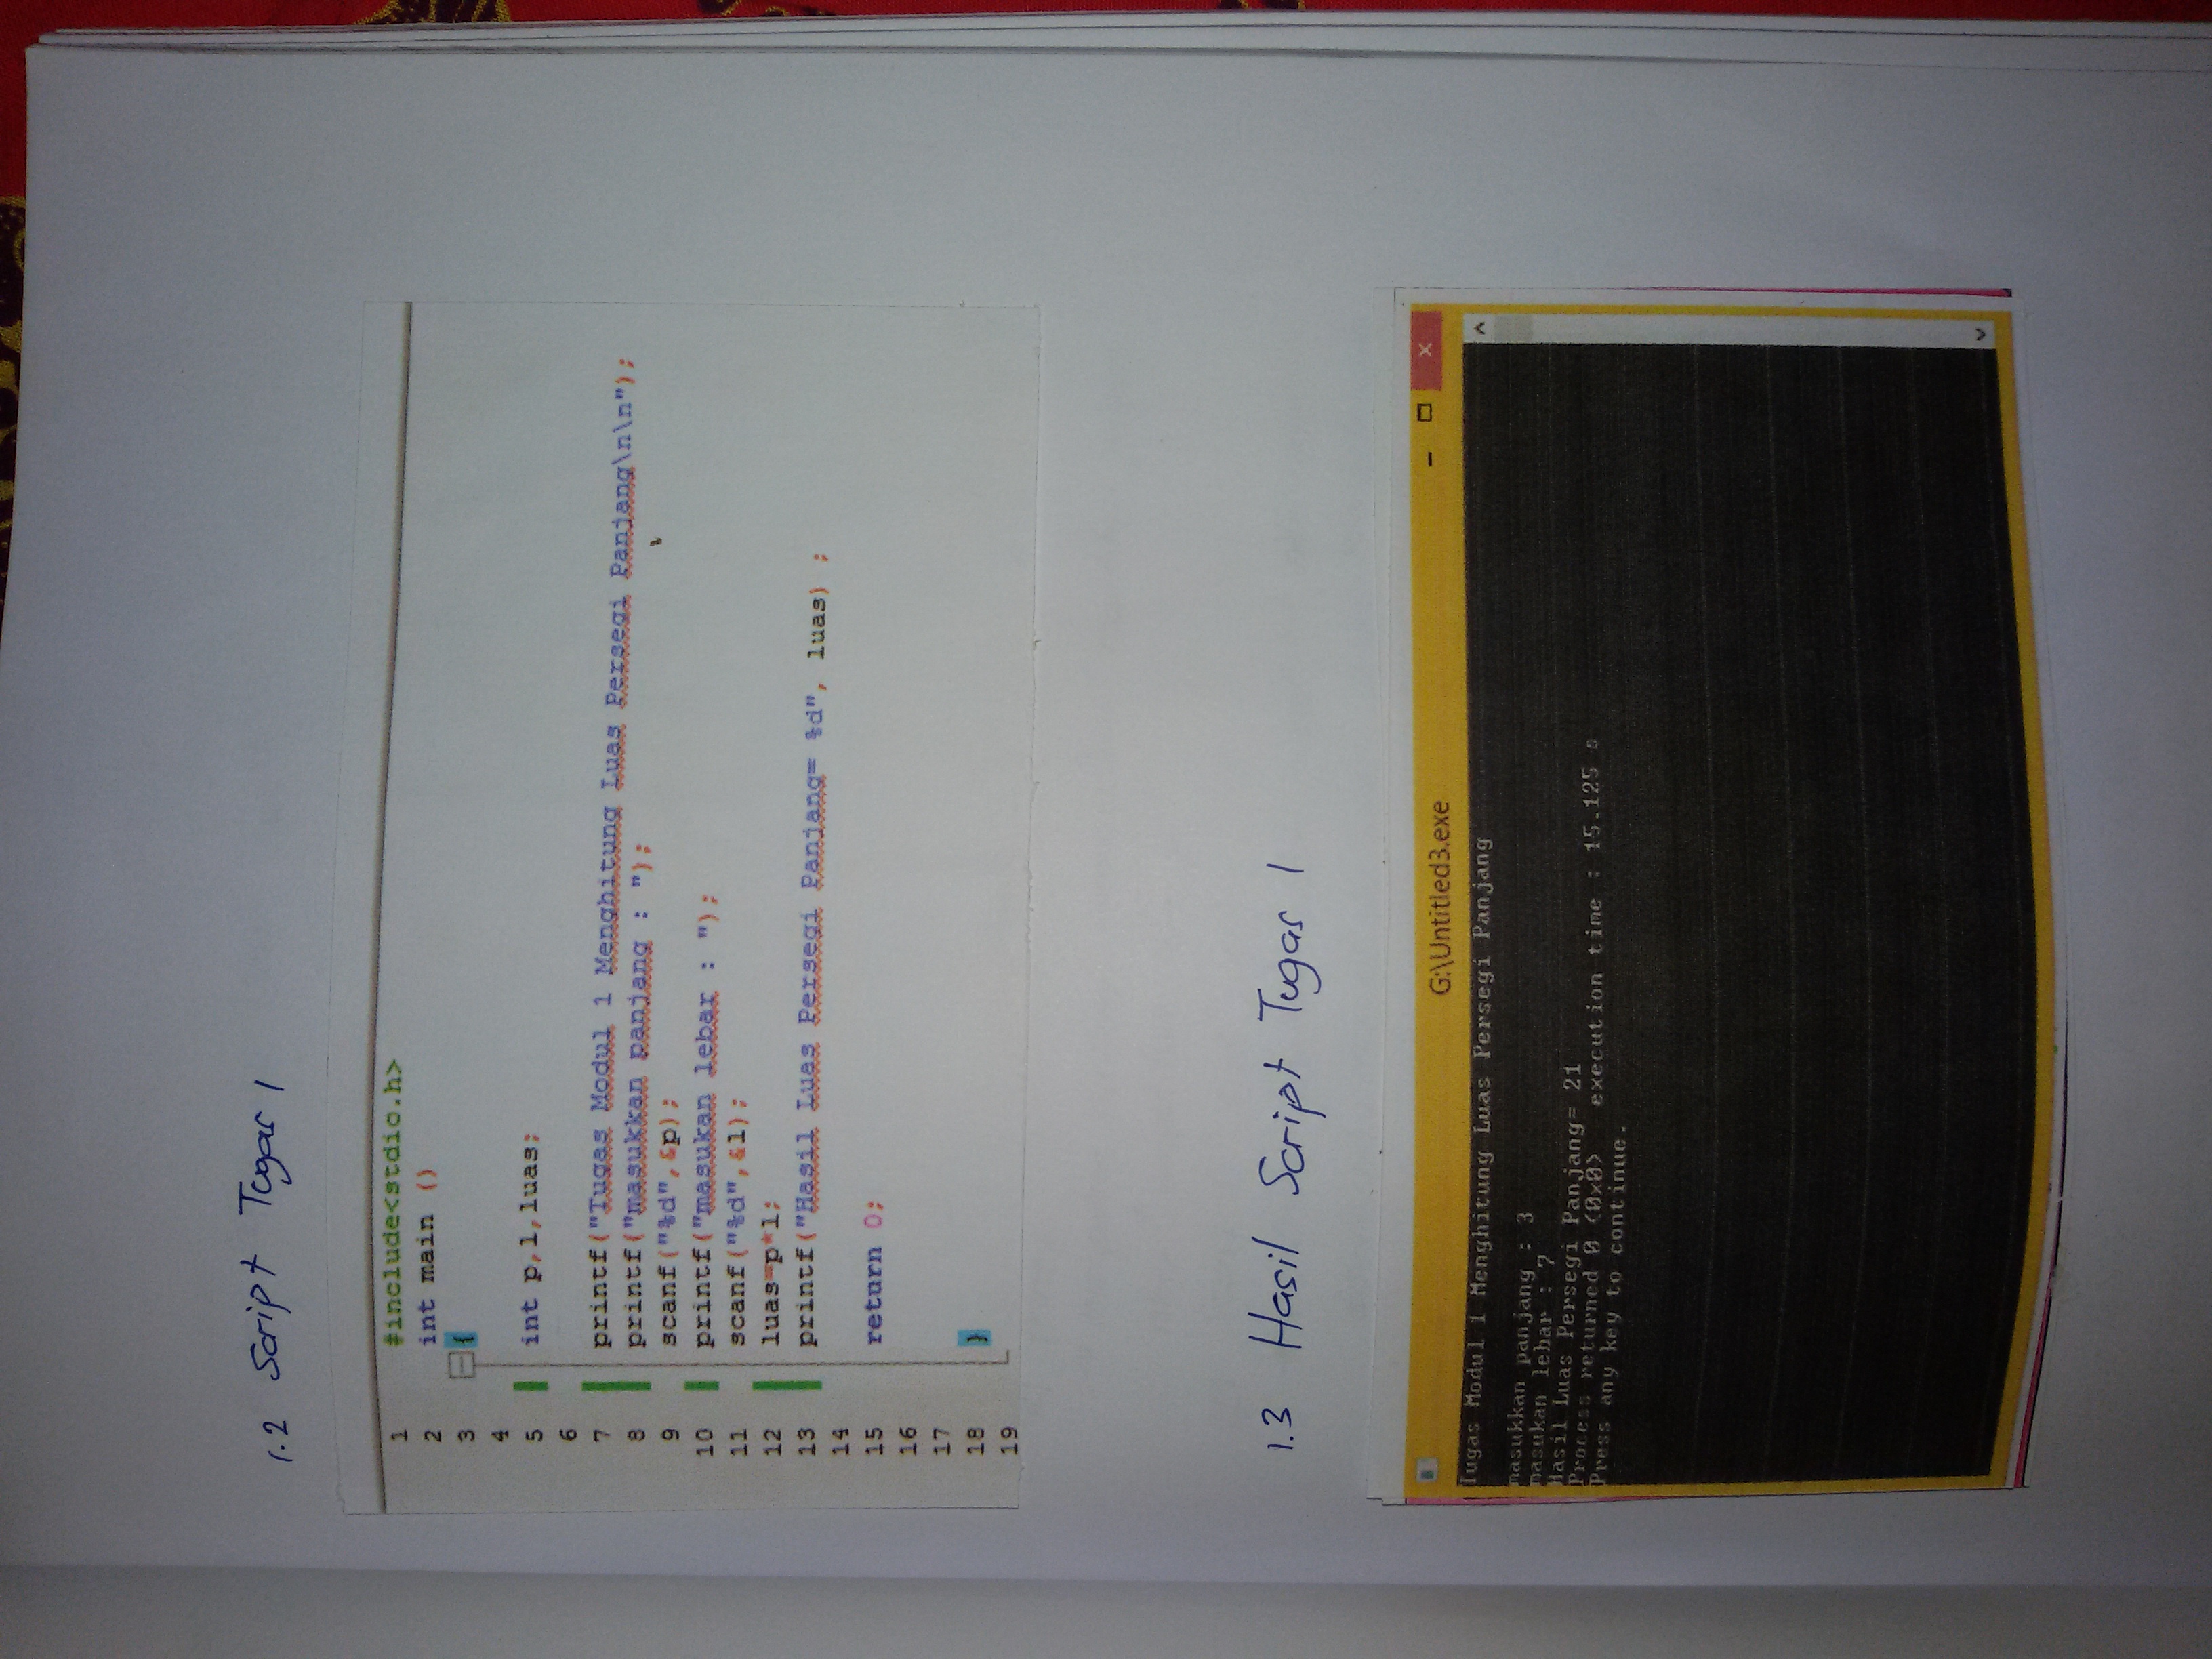 1.2 Script Tugas 1
1 #include<stdio.h>
2 int main ()
3 {
4
5 int p,l,luas;
6
7 printf("Tugas Modul 1 Menghitung Luas Persegi Panjang\n\n");
8 printf("masukkan panjang : ");
9 scanf("%d",&p);
10 printf("masukan lebar : ");
11 scanf("%d",&l);
12 luas=p*l;
13 printf("Hasil Luas Persegi Panjang= %d", luas) ;
14
15 return 0;
16
17
18 }
19
1.3 Hasil Script Tugas 1
G:\Untitled3.exe
Tugas Modul 1 Menghitung Luas Persegi Panjang
masukkan panjang : 3
masukan lebar : 7
Hasil Luas Persegi Panjang= 21
Process returned 0 (0x0) execution time : 15.125 s
Press any key to continue.